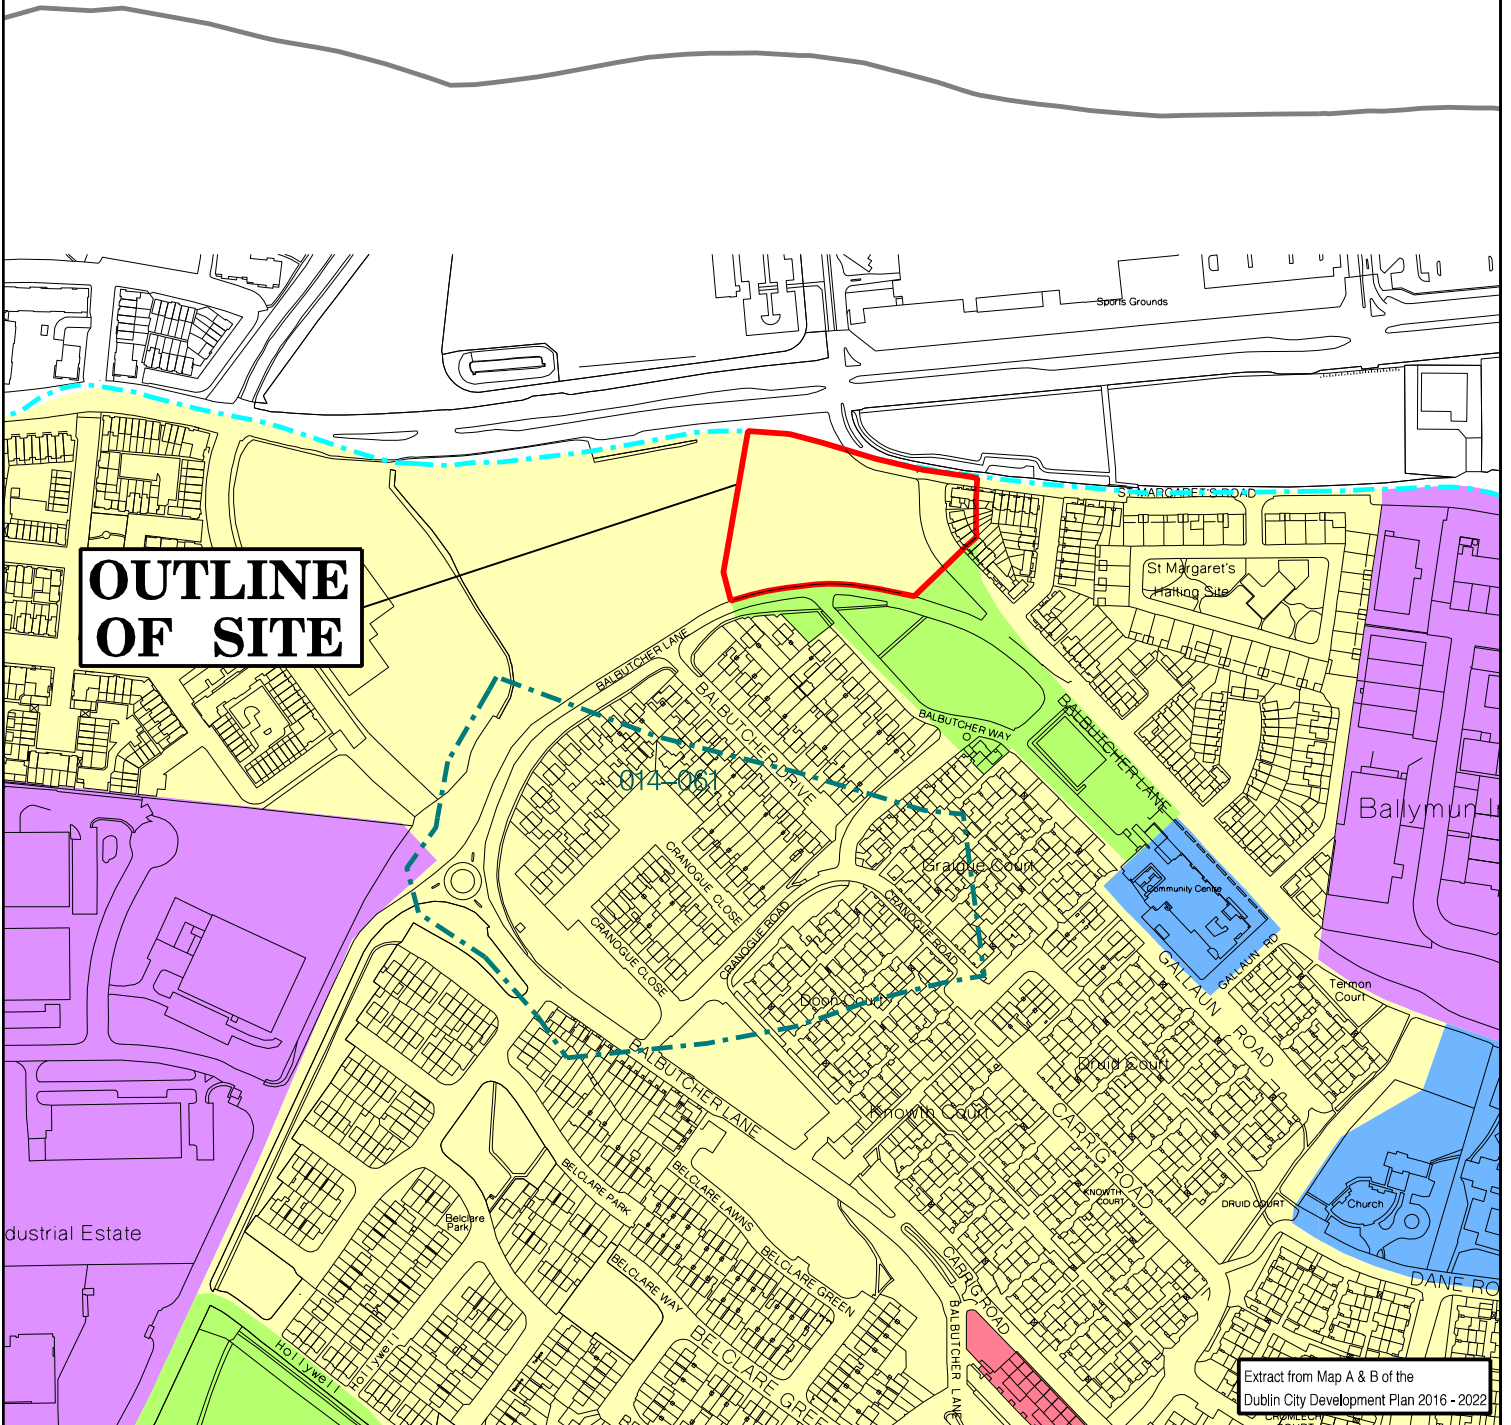 Sports Grounds
ST. MARGARET'S ROAD
OUTLINE
OF SITE
St Margaret's
Halting Site
BALBUTCHER LANE
BALBUTCHER DRIVE
BALBUTCHER WAY
BALBUTCHER LANE
014-061
Ballymun I
Graigue Court
Community Centre
CRANOGUE CLOSE
CRANOGUE ROAD
CRANOGUE ROAD
CRANOGUE CLOSE
GALLAUN RD
GALLAUN ROAD
Termon
Court
Doon Court
BALBUTCHER LANE
Druid Court
Knowth Court
CARRIG ROAD
BELCLARE PARK
BELCLARE LAWNS
KNOWTH
COURT
DRUID COURT
Church
Belclare
Park
dustrial Estate
BELCLARE WAY
BELCLARE GREEN
CARRIG ROAD
DANE RO
BALBUTCHER LANE
Hollywell
BELCLARE GR
Extract from Map A & B of the
Dublin City Development Plan 2016 - 2022
CROMLECH